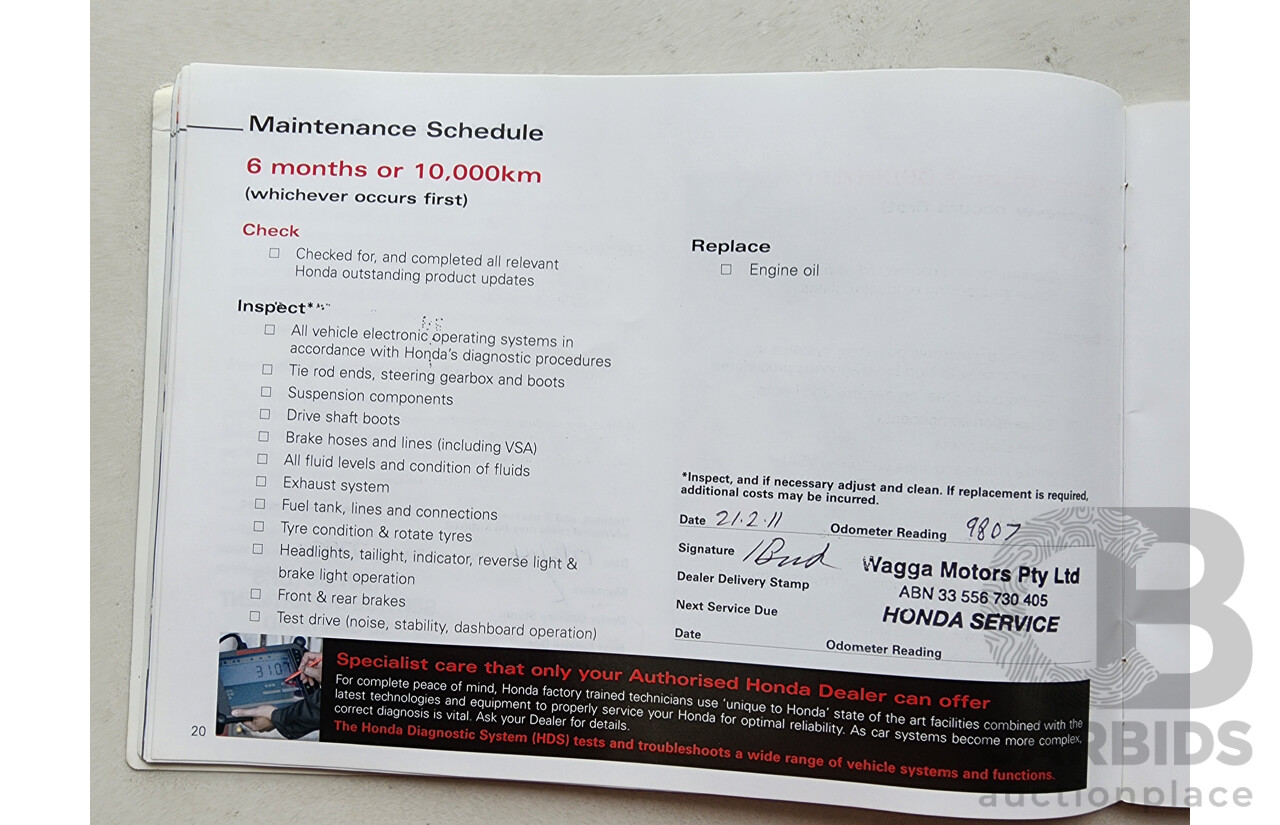 Maintenance Schedule
6 months or 10,000km
(whichever occurs first)
Check
Checked for, and completed all relevant
Honda outstanding product updates
Inspect*
All vehicle electronic operating systems in
accordance with Honda's diagnostic procedures
Tie rod ends, steering gearbox and boots
Suspension components
Drive shaft boots
Brake hoses and lines (including VSA)
All fluid levels and condition of fluids
Exhaust system
Fuel tank, lines and connections
Tyre condition & rotate tyres
Headlights, tailight, indicator, reverse light &
brake light operation
Front & rear brakes
Test drive (noise, stability, dashboard operation)
Replace
Engine oil
*Inspect, and if necessary adjust and clean. If replacement is required,
additional costs may be incurred.
Date 21.2.11 Odometer Reading 9807
Signature
Dealer Delivery Stamp
Wagga Motors Pty Ltd
ABN 33 556 730 405
HONDA SERVICE
Next Service Due
Date Odometer Reading
3107
Specialist care that only your Authorised Honda Dealer can offer
For complete peace of mind, Honda factory trained technicians use 'unique to Honda' state of the art facilities combined with the
latest technologies and equipment to properly service your Honda for optimal reliability. As car systems become more complex,
correct diagnosis is vital. Ask your Dealer for details.
The Honda Diagnostic System (HDS) tests and troubleshoots a wide range of vehicle systems and functions.
20
RBIDS
auctionplace